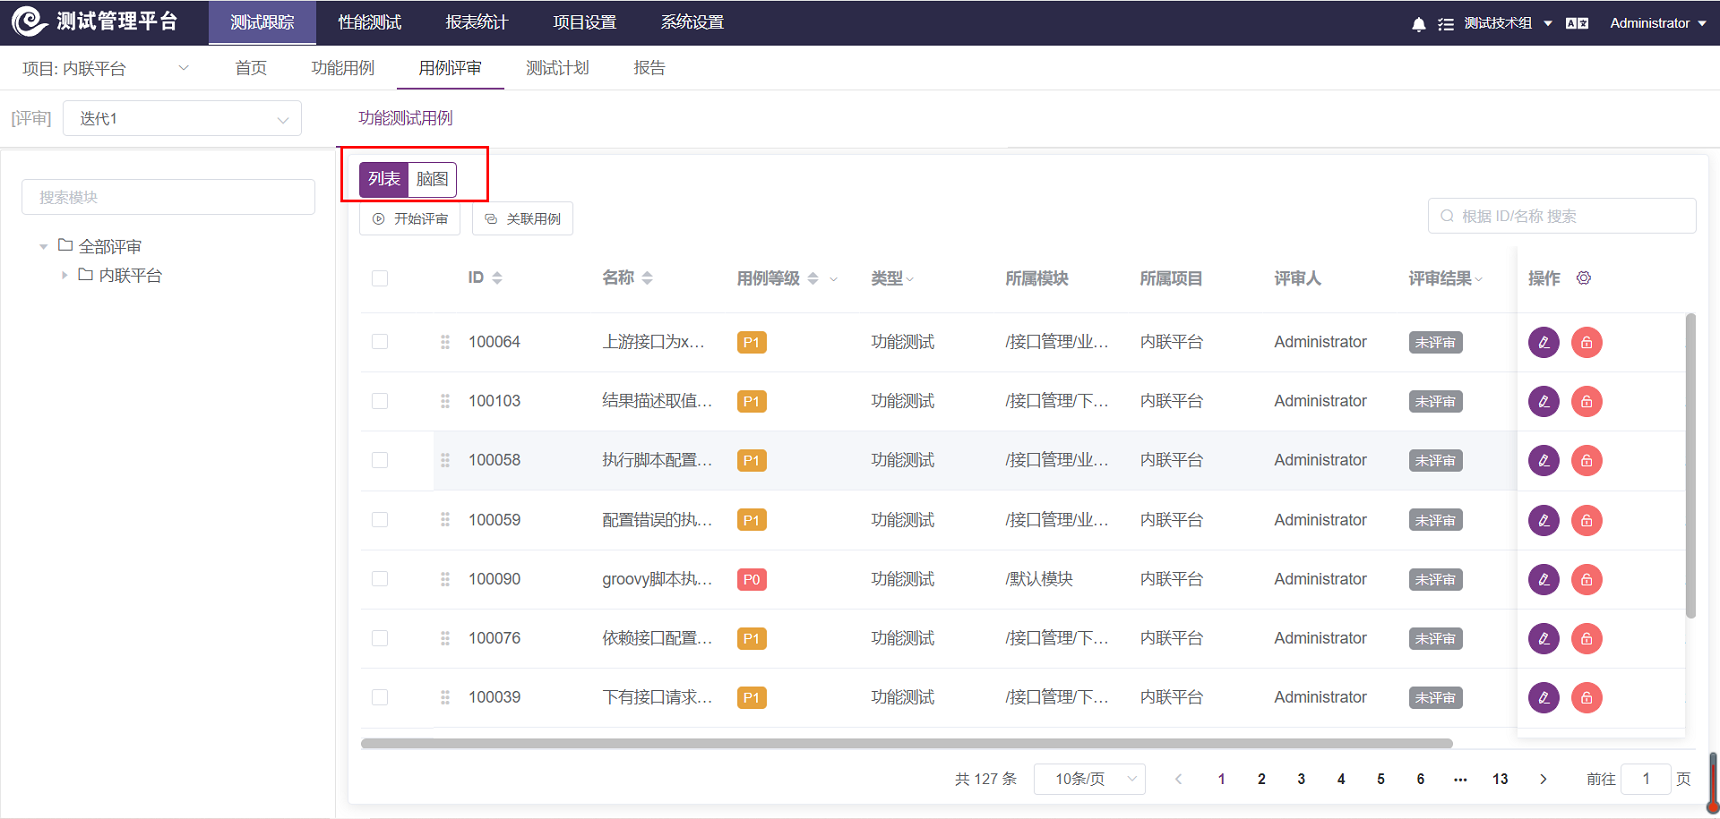 测试管理平台 测试跟踪 性能测试 报表统计 项目设置 系统设置 测试技术组 Administrator
项目: 内联平台 首页 功能用例 用例评审 测试计划 报告
[评审] 迭代1 功能测试用例
列表 脑图
搜索模块
开始评审 关联用例 根据 ID/名称 搜索
全部评审
内联平台
ID 名称 用例等级 类型 所属模块 所属项目 评审人 评审结果 操作
100064 上游接口为x... P1 功能测试 /接口管理/业... 内联平台 Administrator 未评审
100103 结果描述取值... P1 功能测试 /接口管理/下... 内联平台 Administrator 未评审
100058 执行脚本配置... P1 功能测试 /接口管理/业... 内联平台 Administrator 未评审
100059 配置错误的执... P1 功能测试 /接口管理/业... 内联平台 Administrator 未评审
100090 groovy脚本执... P0 功能测试 /默认模块 内联平台 Administrator 未评审
100076 依赖接口配置... P1 功能测试 /接口管理/下... 内联平台 Administrator 未评审
100039 下有接口请求... P1 功能测试 /接口管理/下... 内联平台 Administrator 未评审
共 127 条 10条/页 1 2 3 4 5 6 ... 13 前往 1 页